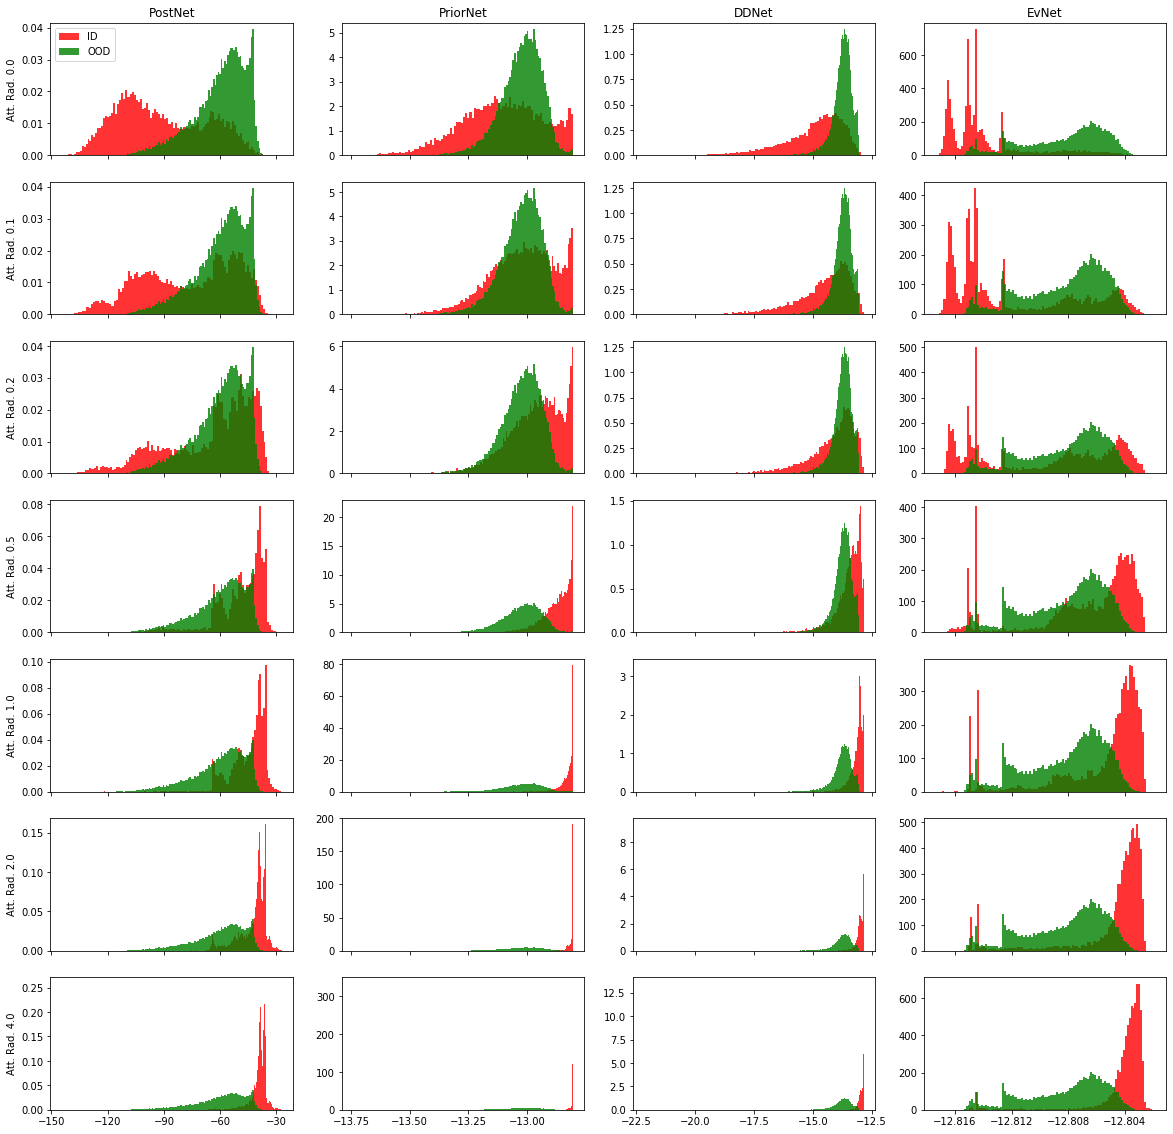 PostNet PriorNet DDNet EvNet
ID
OOD
Att. Rad. 0.0
0.04 0.03 0.02 0.01 0.00
5 4 3 2 1 0
1.25 1.00 0.75 0.50 0.25 0.00
600 400 200 0
Att. Rad. 0.1
0.04 0.03 0.02 0.01 0.00
5 4 3 2 1 0
1.25 1.00 0.75 0.50 0.25 0.00
400 300 200 100 0
Att. Rad. 0.2
0.04 0.03 0.02 0.01 0.00
6 4 2 0
1.25 1.00 0.75 0.50 0.25 0.00
500 400 300 200 100 0
Att. Rad. 0.5
0.08 0.06 0.04 0.02 0.00
20 15 10 5 0
1.5 1.0 0.5 0.0
400 300 200 100 0
Att. Rad. 1.0
0.10 0.08 0.06 0.04 0.02 0.00
80 60 40 20 0
3 2 1 0
300 200 100 0
Att. Rad. 2.0
0.15 0.10 0.05 0.00
200 175 150 125 100 75 50 25 0
8 6 4 2 0
500 400 300 200 100 0
Att. Rad. 4.0
0.25 0.20 0.15 0.10 0.05 0.00
300 200 100 0
12.5 10.0 7.5 5.0 2.5 0.0
600 400 200 0
−150 −120 −90 −60 −30
−13.75 −13.50 −13.25 −13.00
−22.5 −20.0 −17.5 −15.0 −12.5
−12.816 −12.812 −12.808 −12.804